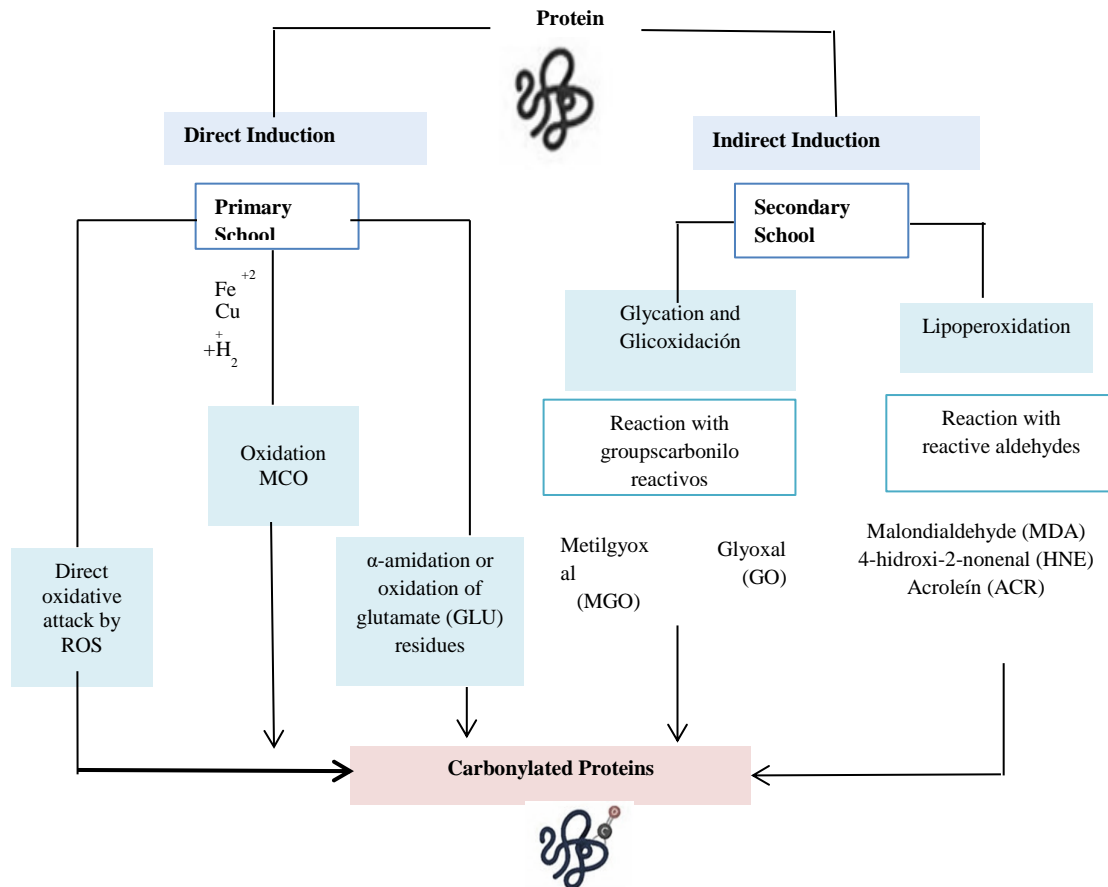 Protein
Direct Induction
Indirect Induction
Primary
School
Secondary
School
Fe +2
Cu
+
+H2
Glycation and
Glicoxidación
Lipoperoxidation
Reaction with
groupscarbonilo
reactivos
Reaction with
reactive aldehydes
Oxidation
MCO
Direct
oxidative
attack by
ROS
α-amidation or
oxidation of
glutamate (GLU)
residues
Metilgyox
al
(MGO)
Glyoxal
(GO)
Malondialdehyde (MDA)
4-hidroxi-2-nonenal (HNE)
Acroleín (ACR)
Carbonylated Proteins
C
O